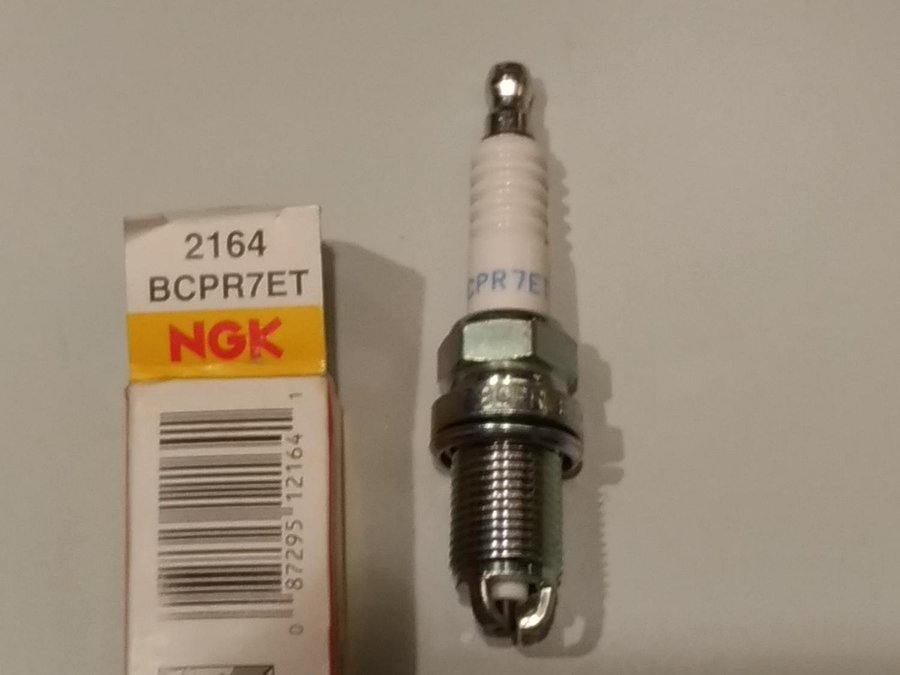 2164
BCPR7ET
NGK
0 87295 12164 1
CPR7ET